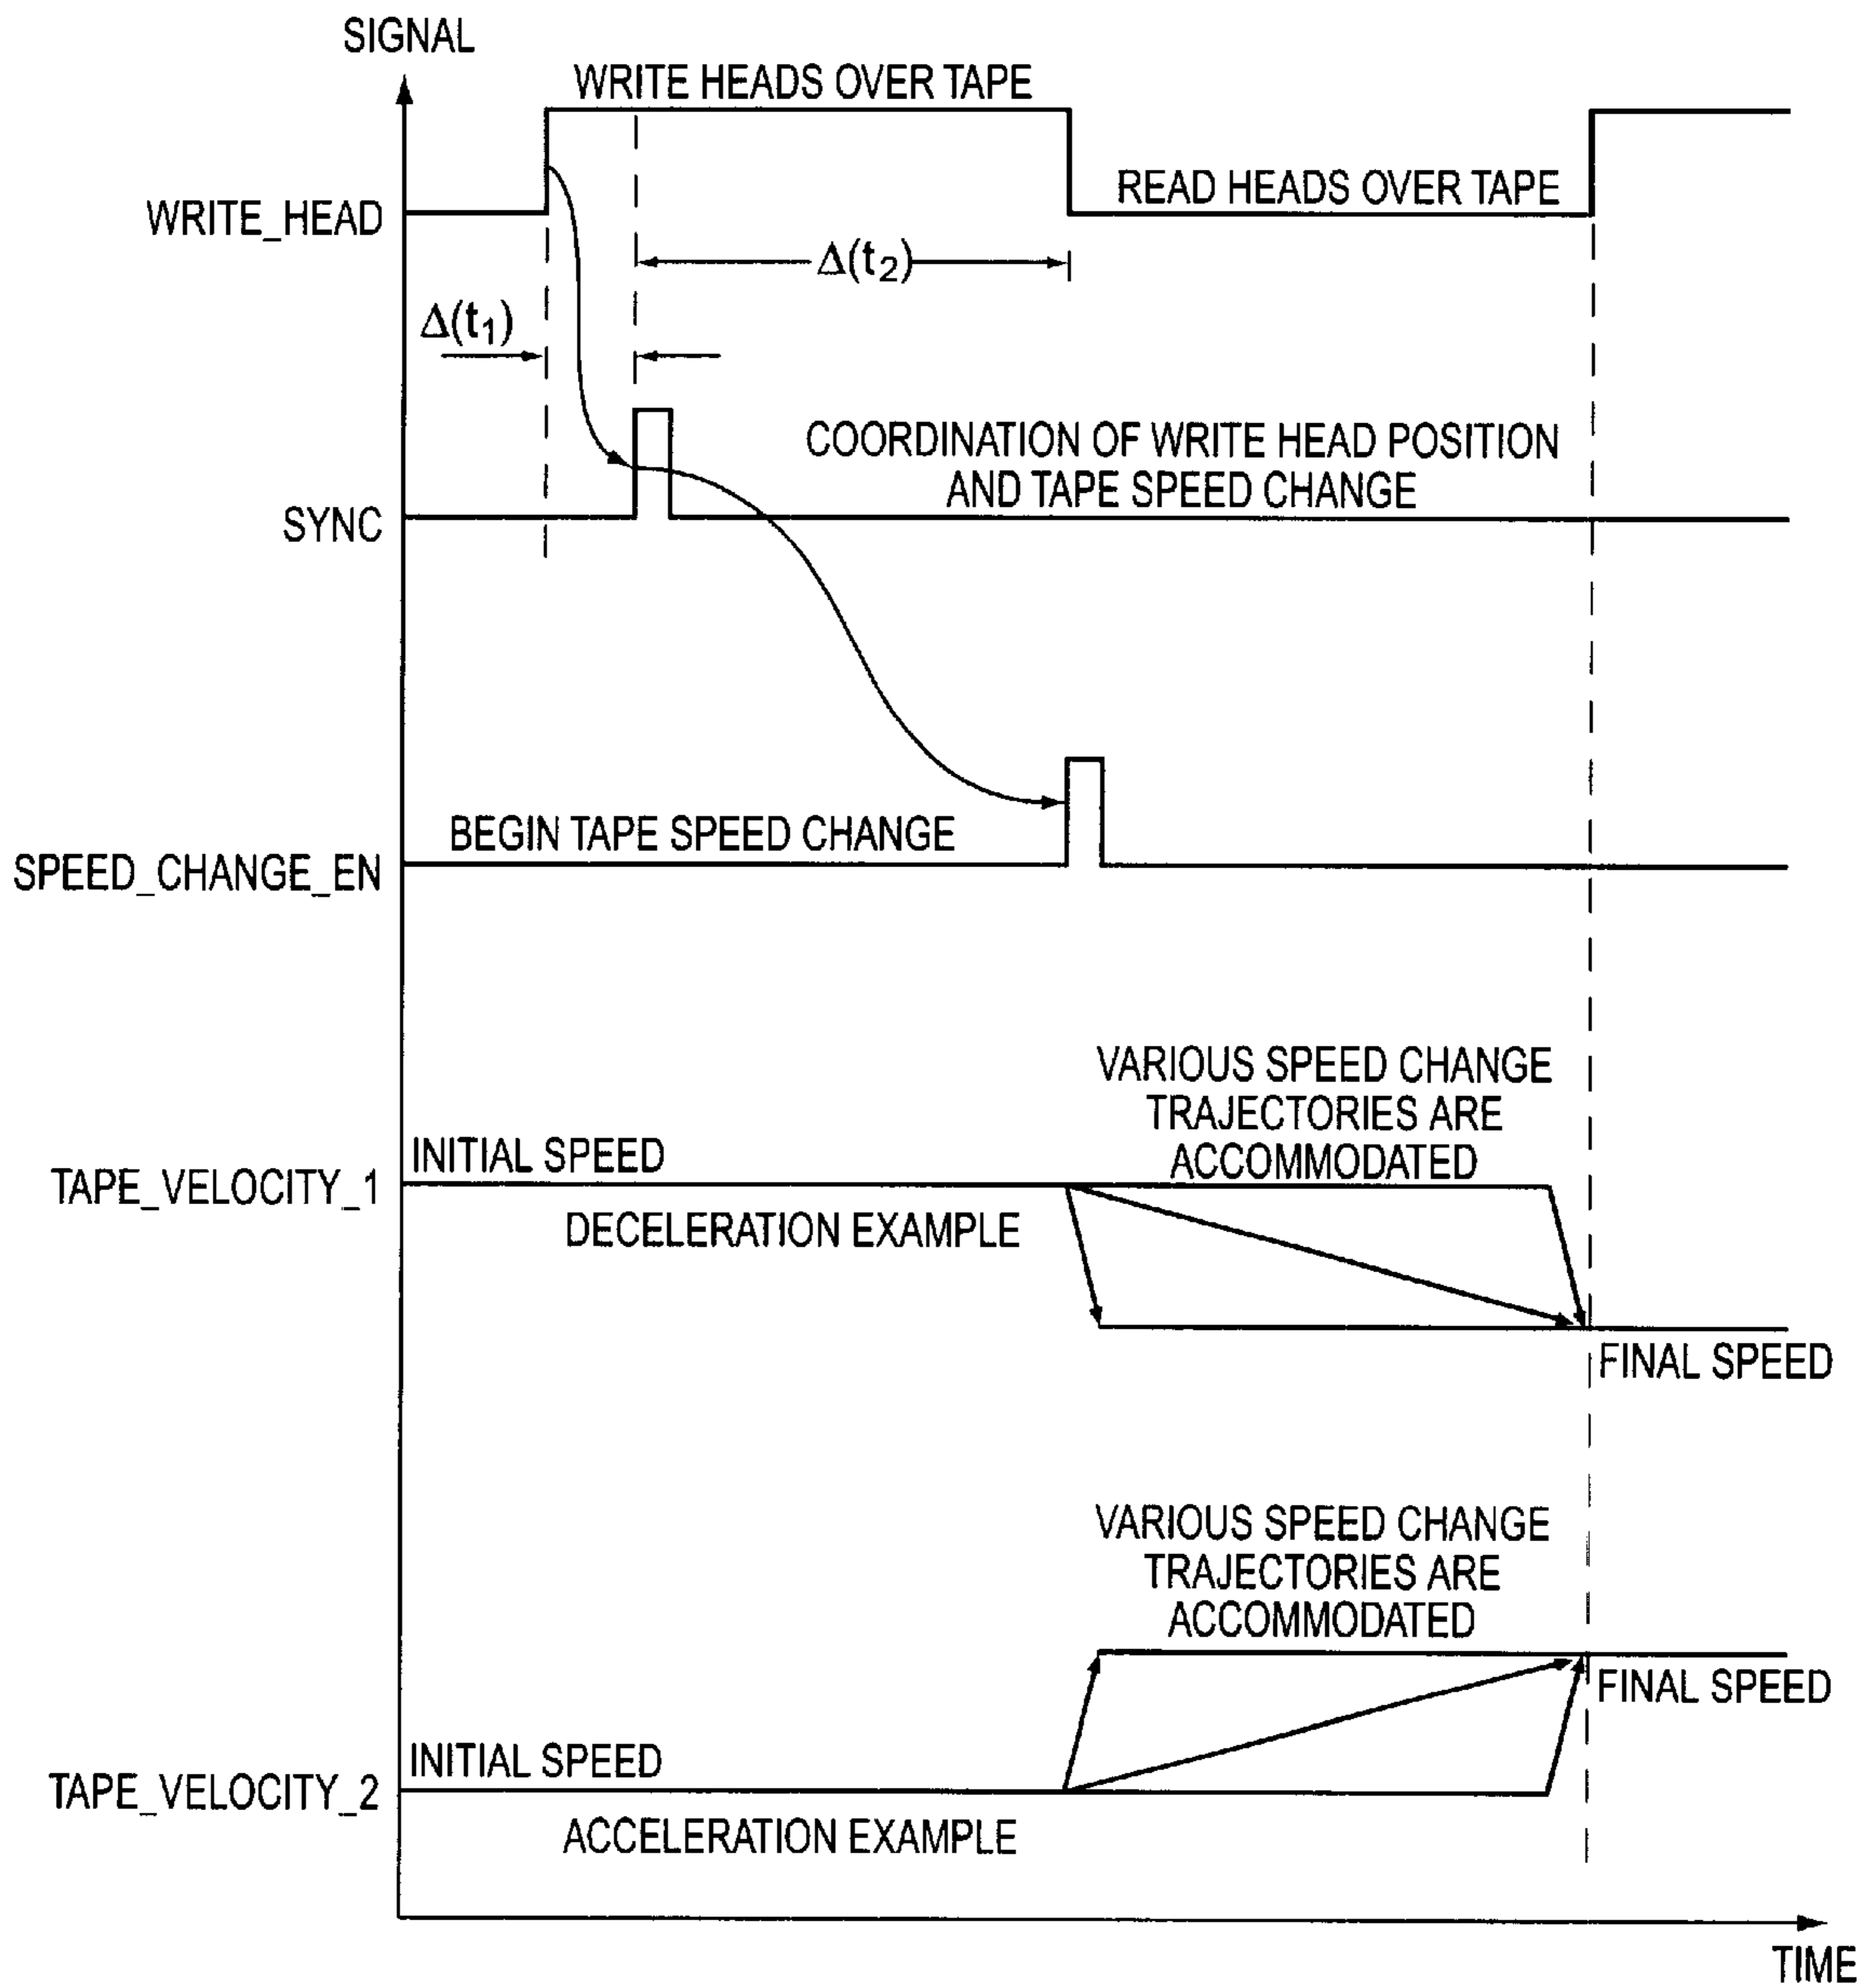 SIGNAL
WRITE HEADS OVER TAPE
WRITE_HEAD
READ HEADS OVER TAPE
Δ(t₂)
Δ(t₁)
COORDINATION OF WRITE HEAD POSITION
AND TAPE SPEED CHANGE
SYNC
BEGIN TAPE SPEED CHANGE
SPEED_CHANGE_EN
VARIOUS SPEED CHANGE
TRAJECTORIES ARE
ACCOMMODATED
INITIAL SPEED
TAPE_VELOCITY_1
DECELERATION EXAMPLE
FINAL SPEED
VARIOUS SPEED CHANGE
TRAJECTORIES ARE
ACCOMMODATED
FINAL SPEED
INITIAL SPEED
TAPE_VELOCITY_2
ACCELERATION EXAMPLE
TIME